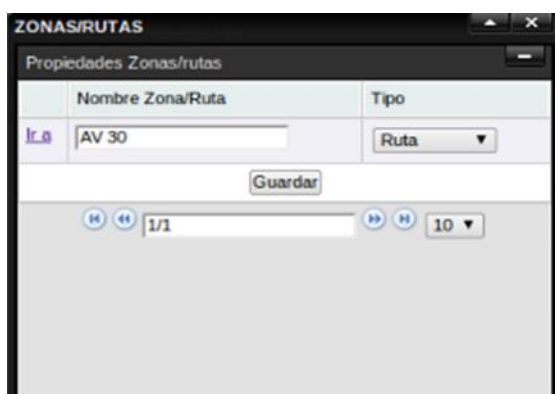 ZONAS/RUTAS
Propiedades Zonas/rutas
Nombre Zona/Ruta Tipo
Ir a AV 30 Ruta
Guardar
1/1 10